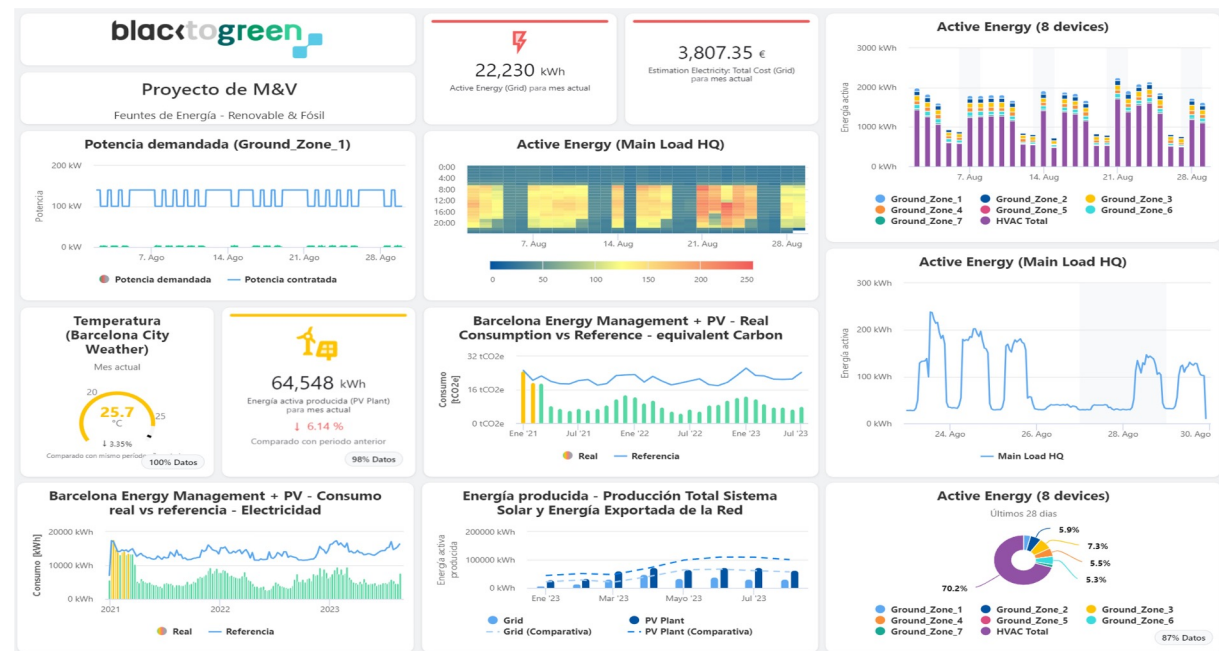 blacktogreen
Proyecto de M&V
Feuntes de Energía - Renovable & Fósil
22,230 kWh
Active Energy (Grid) para mes actual
3,807.35 €
Estimation Electricity: Total Cost (Grid)
para mes actual
Active Energy (8 devices)
3000 kWh
2000 kWh
1000 kWh
0 kWh
Energía activa
7. Aug
14. Aug
21. Aug
28. Aug
Ground_Zone_1
Ground_Zone_2
Ground_Zone_3
Ground_Zone_4
Ground_Zone_5
Ground_Zone_6
Ground_Zone_7
HVAC Total
Potencia demandada (Ground_Zone_1)
200 kW
100 kW
0 kW
Potencia
7. Ago
14. Ago
21. Ago
28. Ago
Potencia demandada
Potencia contratada
Active Energy (Main Load HQ)
0:00
4:00
8:00
12:00
16:00
20:00
7. Aug
14. Aug
21. Aug
28. Aug
0
50
100
150
200
250
Active Energy (Main Load HQ)
300 kWh
200 kWh
100 kWh
0 kWh
Energía activa
24. Ago
26. Ago
28. Ago
30. Ago
Main Load HQ
Temperatura
(Barcelona City
Weather)
Mes actual
20
25
25.7
°C
↓ 3.35%
Comparado con mismo período
100% Datos
64,548 kWh
Energía activa producida (PV Plant)
para mes actual
↓ 6.14 %
Comparado con periodo anterior
98% Datos
Barcelona Energy Management + PV - Real
Consumption vs Reference - equivalent Carbon
32 tCO2e
16 tCO2e
0 tCO2e
Consumo
[tCO2e]
Ene '21
Jul '21
Ene '22
Jul '22
Ene '23
Jul '23
Real
Referencia
Barcelona Energy Management + PV - Consumo
real vs referencia - Electricidad
20000 kWh
10000 kWh
0 kWh
Consumo [kWh]
2021
2022
2023
Real
Referencia
Energía producida - Producción Total Sistema
Solar y Energía Exportada de la Red
200000 kWh
100000 kWh
0 kWh
Energía activa
producida
Ene '23
Mar '23
Mayo '23
Jul '23
Grid
PV Plant
Grid (Comparativa)
PV Plant (Comparativa)
Active Energy (8 devices)
Últimos 28 dias
5.9%
7.3%
5.5%
5.3%
70.2%
Ground_Zone_1
Ground_Zone_2
Ground_Zone_3
Ground_Zone_4
Ground_Zone_5
Ground_Zone_6
Ground_Zone_7
HVAC Total
87% Datos